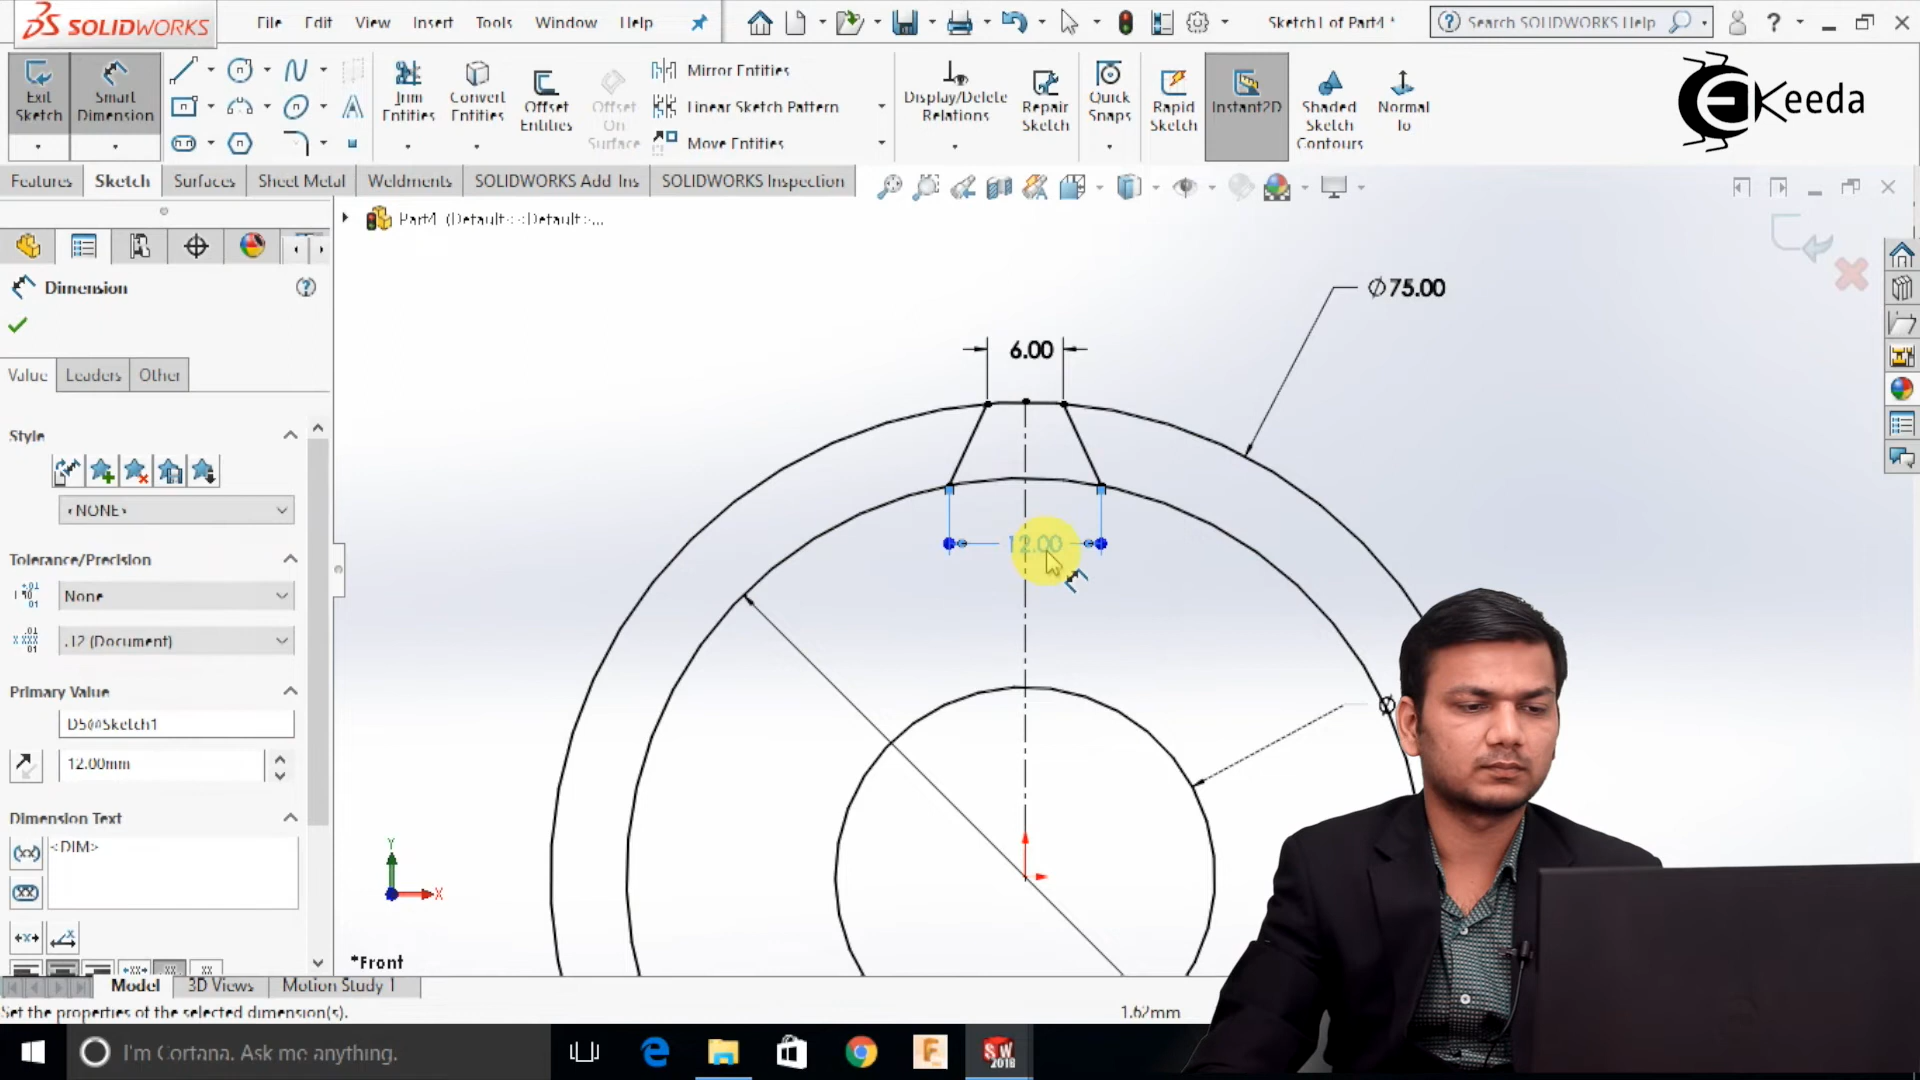 SOLIDWORKS
File Edit View Insert Tools Window Help
Sketch1 of Part4 *
Search SOLIDWORKS Help
Exit Sketch
Smart Dimension
Trim Entities
Convert Entities
Offset Entities
Offset On Surface
Mirror Entities
Linear Sketch Pattern
Move Entities
Display/Delete Relations
Repair Sketch
Quick Snaps
Rapid Sketch
Instant2D
Shaded Sketch Contours
Normal To
EKeeda
Features Sketch Surfaces Sheet Metal Weldments SOLIDWORKS Add-Ins SOLIDWORKS Inspection
Part4 (Default<<Default>...
Dimension
Value Leaders Other
Style
<NONE>
Tolerance/Precision
None
.12 (Document)
Primary Value
D5@Sketch1
12.00mm
Dimension Text
<DIM>
Ø75.00
6.00
12.00
Ø
Y
X
*Front
Model 3D Views Motion Study 1
Set the properties of the selected dimension(s).
1.62mm
I'm Cortana. Ask me anything.
SW
2018